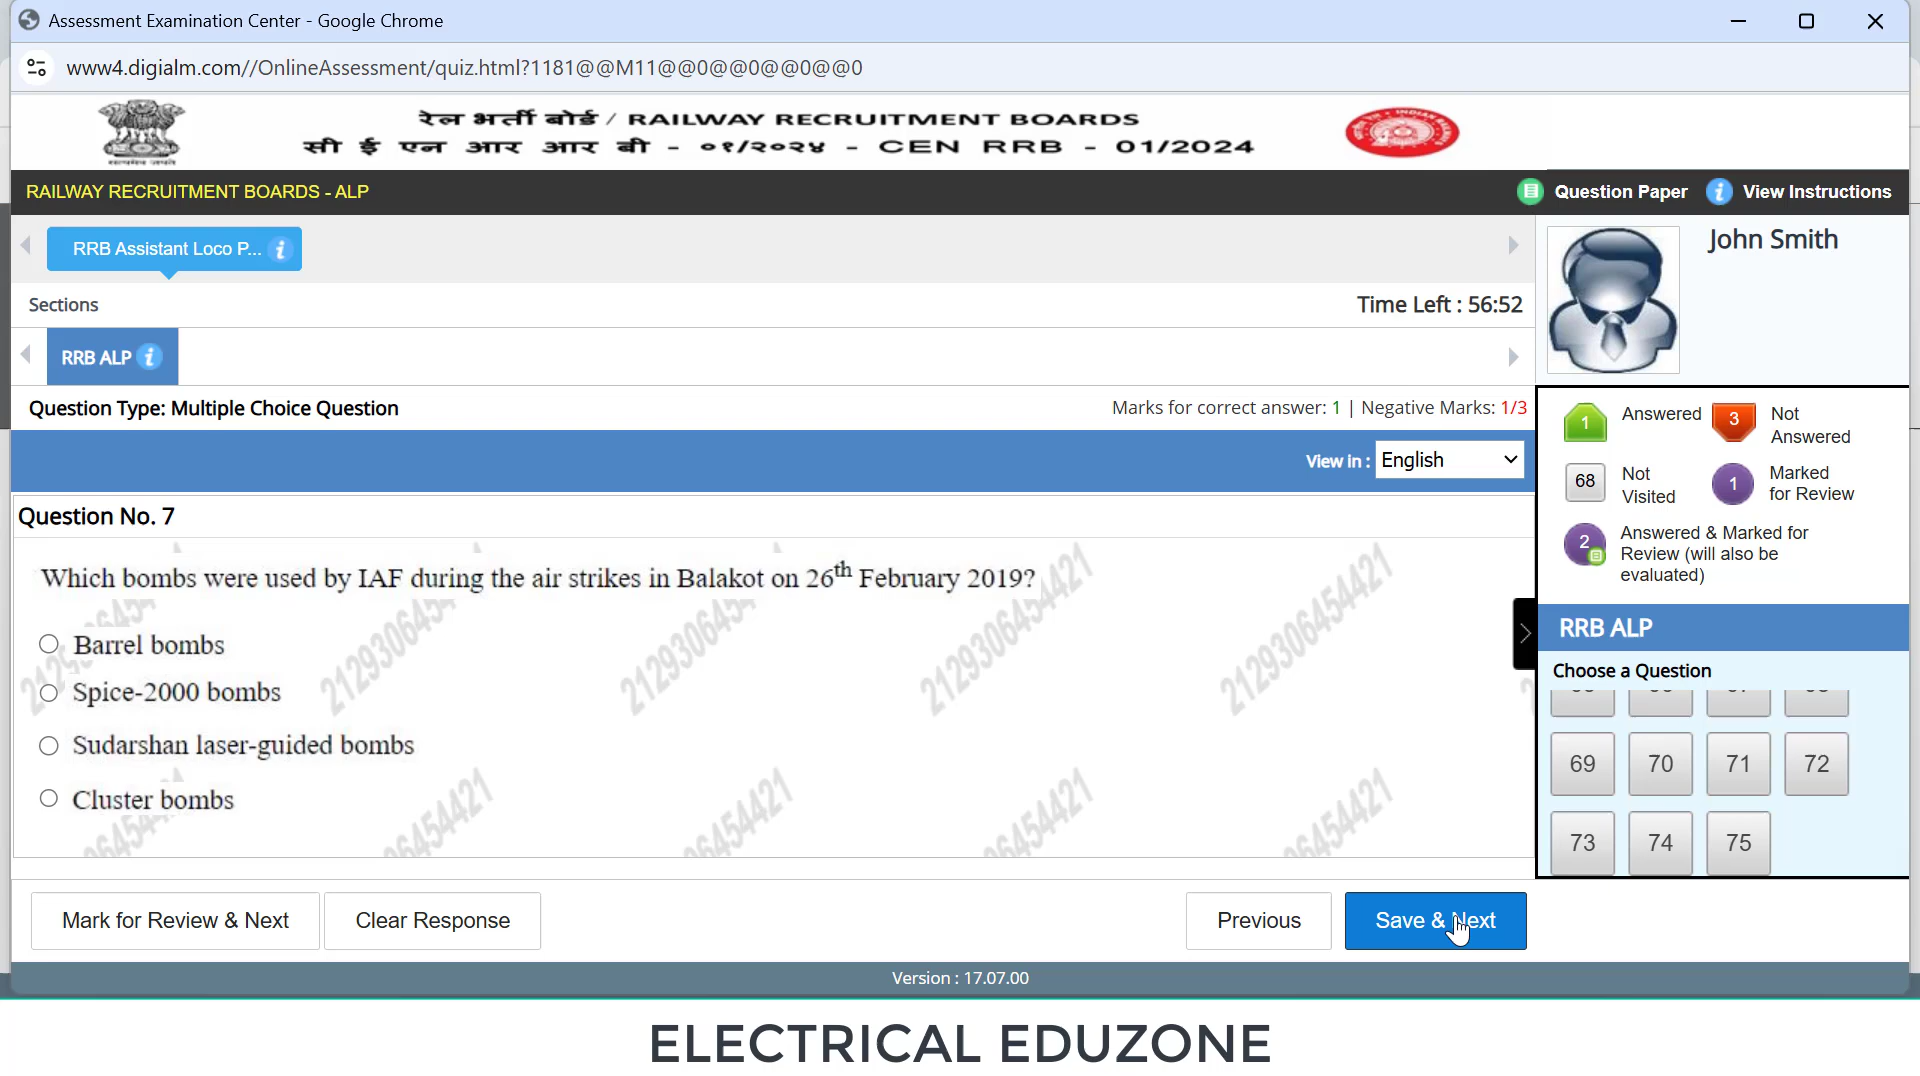 Assessment Examination Center - Google Chrome
www4.digialm.com//OnlineAssessment/quiz.html?1181@@M11@@0@@0@@0@@0
रेल भर्ती बोर्ड / RAILWAY RECRUITMENT BOARDS
सी ई एन आर आर बी - ०१/२०२४ - CEN RRB - 01/2024
RAILWAY RECRUITMENT BOARDS - ALP
Question Paper
View Instructions
RRB Assistant Loco P...
John Smith
Sections
Time Left : 56:52
RRB ALP
Question Type: Multiple Choice Question
Marks for correct answer: 1 | Negative Marks: 1/3
View in : English
1 Answered
3 Not Answered
68 Not Visited
1 Marked for Review
2 Answered & Marked for Review (will also be evaluated)
Question No. 7
Which bombs were used by IAF during the air strikes in Balakot on 26th February 2019?
Barrel bombs
Spice-2000 bombs
Sudarshan laser-guided bombs
Cluster bombs
RRB ALP
Choose a Question
69 70 71 72
73 74 75
Mark for Review & Next
Clear Response
Previous
Save & Next
Version : 17.07.00
ELECTRICAL EDUZONE